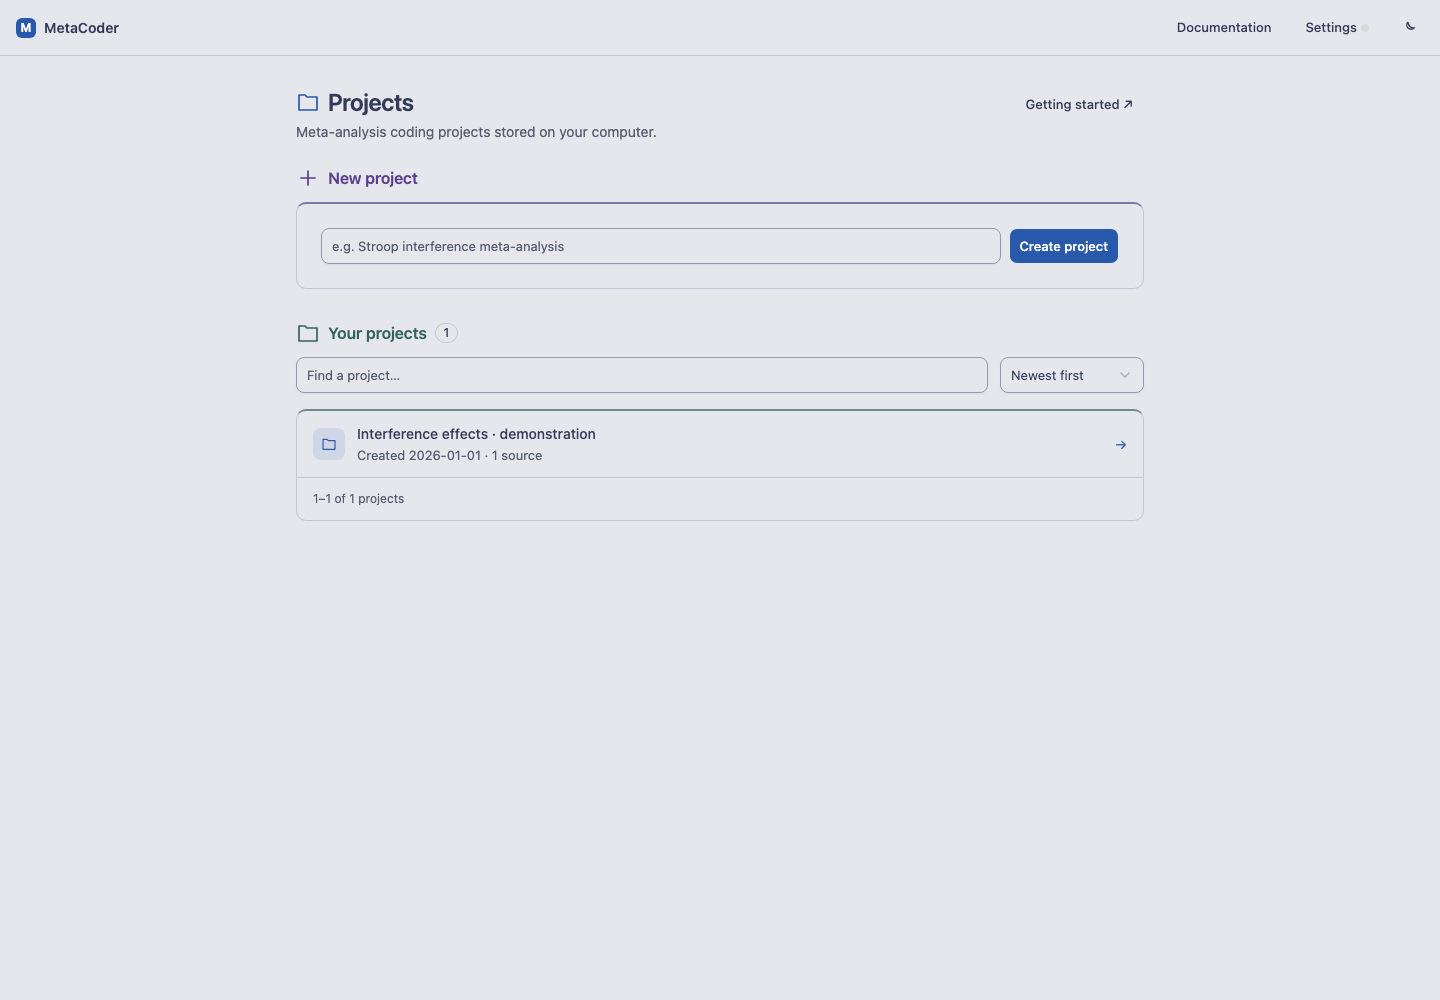 M MetaCoder
Documentation
Settings
Projects
Getting started
Meta-analysis coding projects stored on your computer.
New project
e.g. Stroop interference meta-analysis
Create project
Your projects 1
Find a project...
Newest first
Interference effects · demonstration
Created 2026-01-01 · 1 source
1–1 of 1 projects